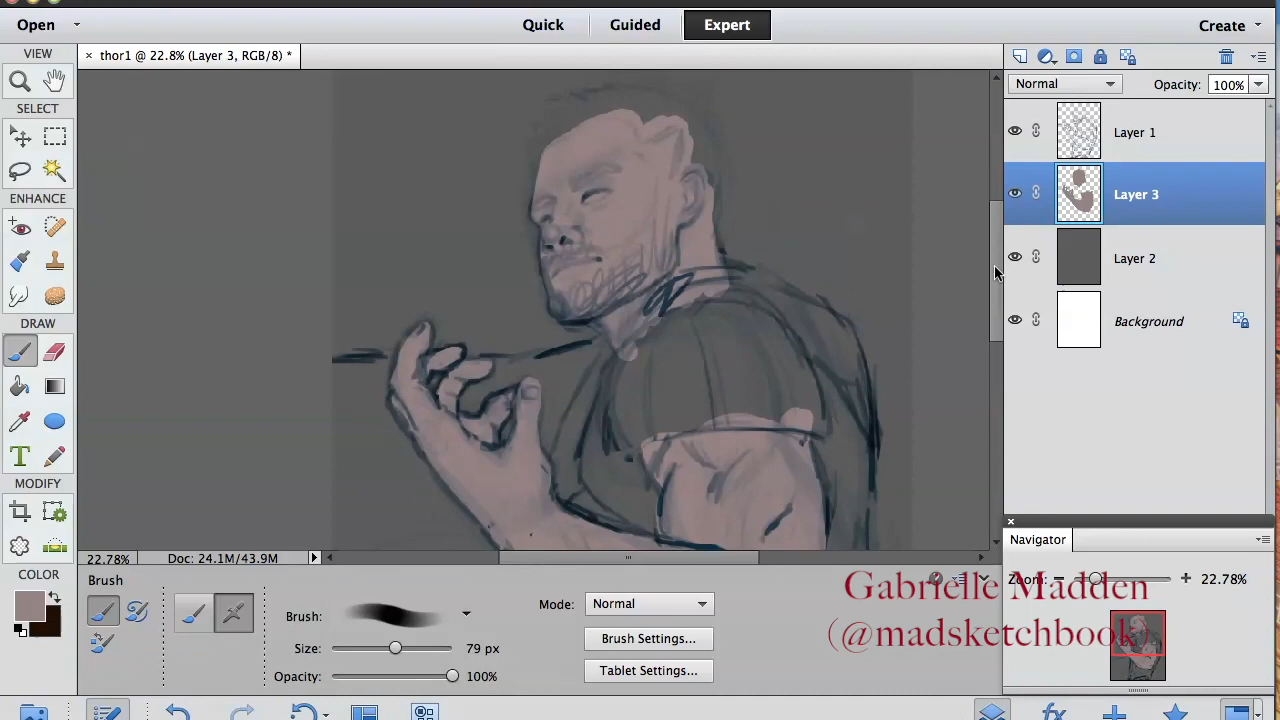 Open
Quick
Guided
Expert
Create
VIEW
× thor1 @ 22.8% (Layer 3, RGB/8) *
Normal
Opacity: 100%
SELECT
Layer 1
Layer 3
ENHANCE
Layer 2
Background
DRAW
T
MODIFY
Navigator
22.78%
Doc: 24.1M/43.9M
COLOR
Brush
Zoom:
22.78%
Gabrielle Madden
(@madsketchbook)
Brush:
Mode:
Normal
Size:
79 px
Brush Settings...
Opacity:
100%
Tablet Settings...
fx